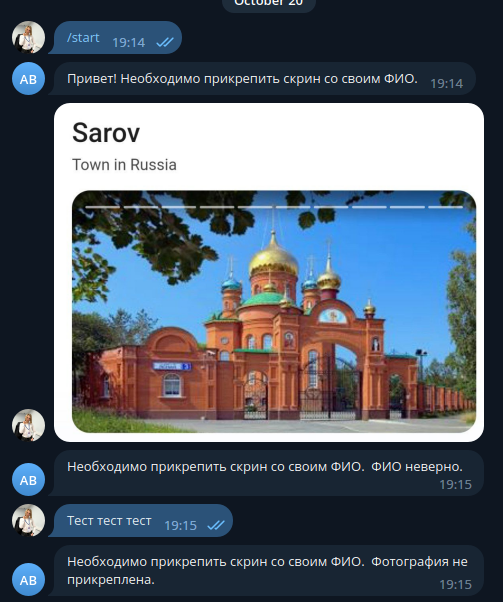 October 20
/start 19:14
AB Привет! Необходимо прикрепить скрин со своим ФИО. 19:14
Sarov
Town in Russia
Необходимо прикрепить скрин со своим ФИО. ФИО неверно.
AB 19:15
Тест тест тест 19:15
Необходимо прикрепить скрин со своим ФИО. Фотография не
AB прикреплена. 19:15